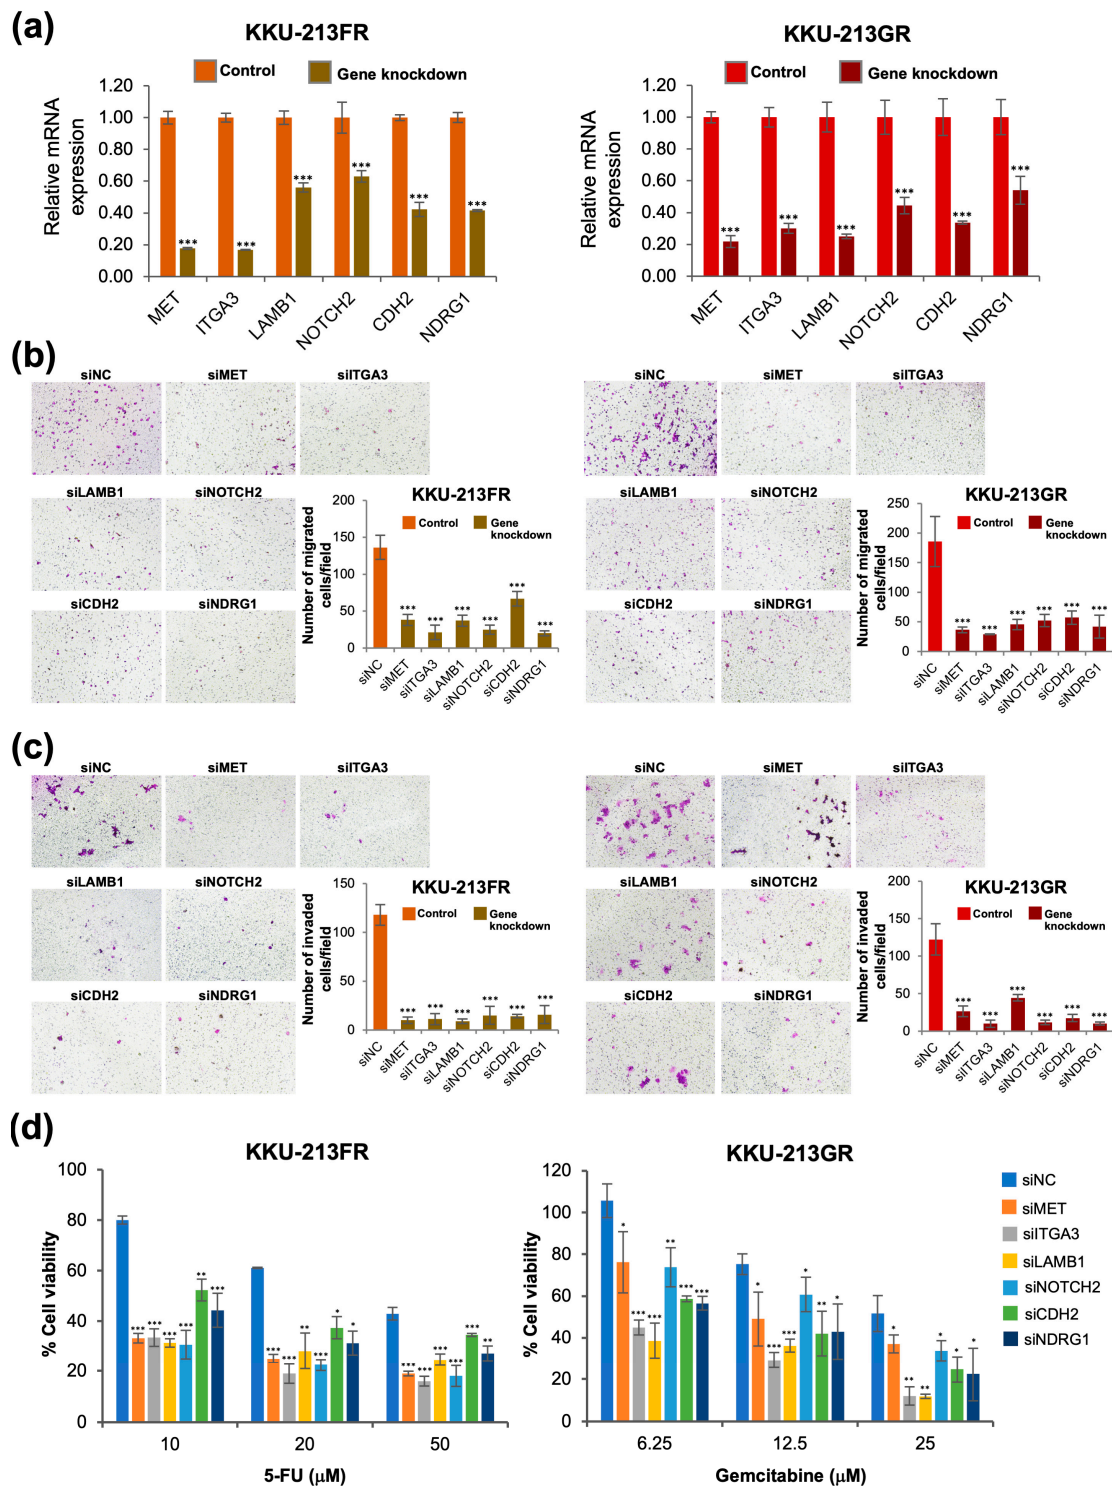 (a)
KKU-213FR
Control
Gene knockdown
Relative mRNA
expression
1.20
1.00
0.80
0.60
0.40
0.20
0.00
***
***
***
***
***
***
MET
ITGA3
LAMB1
NOTCH2
CDH2
NDRG1
KKU-213GR
Control
Gene knockdown
Relative mRNA
expression
1.20
1.00
0.80
0.60
0.40
0.20
0.00
***
***
***
***
***
***
MET
ITGA3
LAMB1
NOTCH2
CDH2
NDRG1
(b)
siNC
siMET
siITGA3
siLAMB1
siNOTCH2
siCDH2
siNDRG1
KKU-213FR
Control
Gene
knockdown
Number of migrated
cells/field
200
150
100
50
0
***
***
***
***
***
***
siNC
siMET
siITGA3
siLAMB1
siNOTCH2
siCDH2
siNDRG1
siNC
siMET
siITGA3
siLAMB1
siNOTCH2
siCDH2
siNDRG1
KKU-213GR
Control
Gene
knockdown
Number of migrated
cells/field
250
200
150
100
50
0
***
***
***
***
***
***
siNC
siMET
siITGA3
siLAMB1
siNOTCH2
siCDH2
siNDRG1
(c)
siNC
siMET
siITGA3
siLAMB1
siNOTCH2
siCDH2
siNDRG1
KKU-213FR
Control
Gene
knockdown
Number of invaded
cells/field
150
100
50
0
***
***
***
***
***
***
siNC
siMET
siITGA3
siLAMB1
siNOTCH2
siCDH2
siNDRG1
siNC
siMET
siITGA3
siLAMB1
siNOTCH2
siCDH2
siNDRG1
KKU-213GR
Control
Gene
knockdown
Number of invaded
cells/field
200
150
100
50
0
***
***
***
***
***
***
siNC
siMET
siITGA3
siLAMB1
siNOTCH2
siCDH2
siNDRG1
(d)
KKU-213FR
% Cell viability
100
80
60
40
20
0
***
***
***
***
**
***
***
***
**
***
*
*
***
***
***
***
***
**
10
20
50
5-FU (μM)
KKU-213GR
% Cell viability
120
100
80
60
40
20
0
*
***
***
**
***
***
*
***
***
*
**
*
*
**
**
*
*
6.25
12.5
25
Gemcitabine (μM)
siNC
siMET
siITGA3
siLAMB1
siNOTCH2
siCDH2
siNDRG1